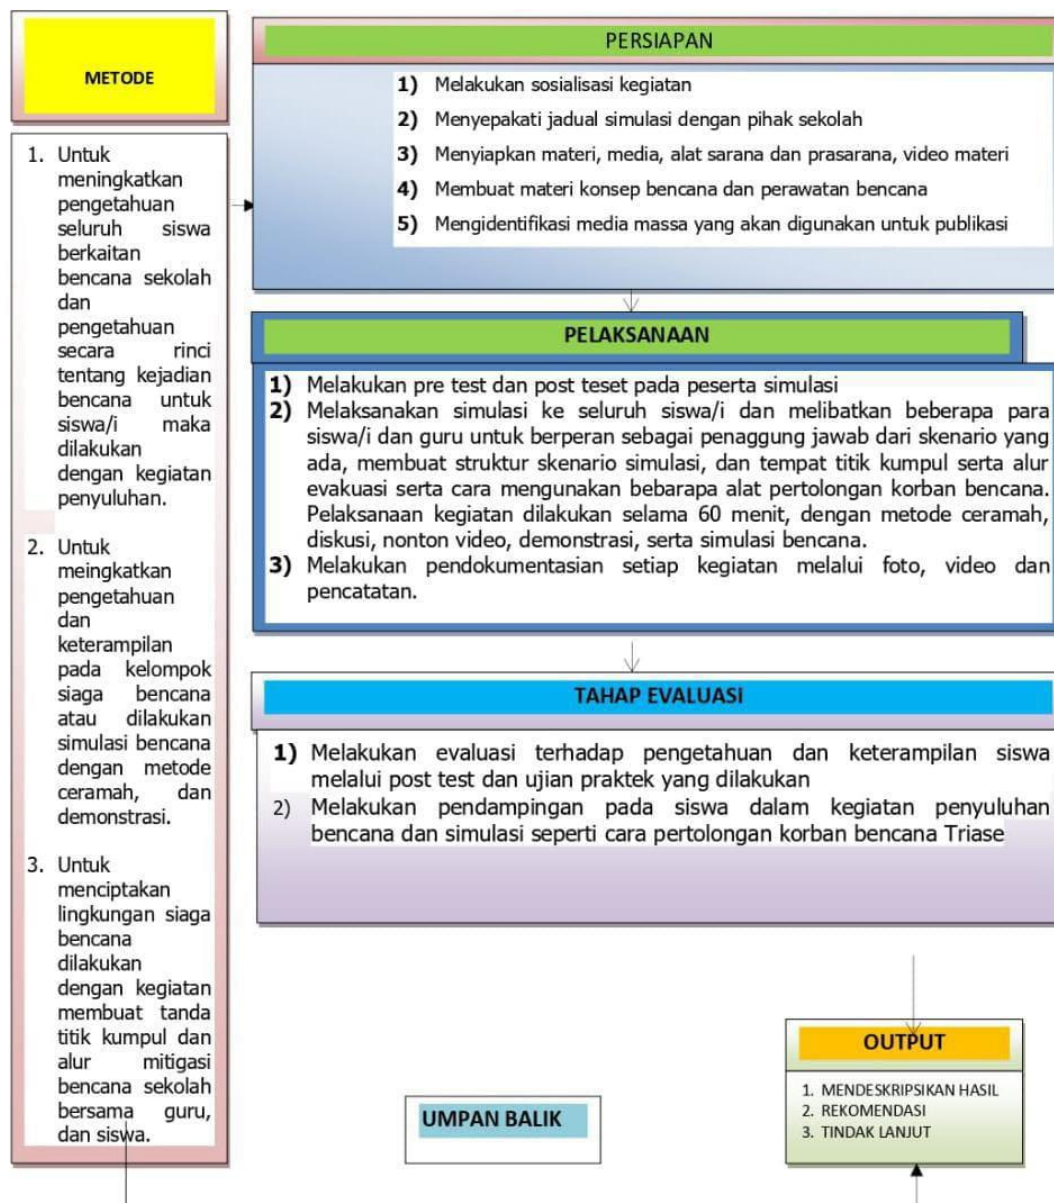 METODE
1. Untuk
meningkatkan
pengetahuan
seluruh siswa
berkaitan
bencana sekolah
dan
pengetahuan
secara rinci
tentang kejadian
bencana untuk
siswa/i maka
dilakukan
dengan kegiatan
penyuluhan.
2. Untuk
meingkatkan
pengetahuan
dan
keterampilan
pada kelompok
siaga bencana
atau dilakukan
simulasi bencana
dengan metode
ceramah, dan
demonstrasi.
3. Untuk
menciptakan
lingkungan siaga
bencana
dilakukan
dengan kegiatan
membuat tanda
titik kumpul dan
alur mitigasi
bencana sekolah
bersama guru,
dan siswa.
PERSIAPAN
1) Melakukan sosialisasi kegiatan
2) Menyepakati jadual simulasi dengan pihak sekolah
3) Menyiapkan materi, media, alat sarana dan prasarana, video materi
4) Membuat materi konsep bencana dan perawatan bencana
5) Mengidentifikasi media massa yang akan digunakan untuk publikasi
PELAKSANAAN
1) Melakukan pre test dan post teset pada peserta simulasi
2) Melaksanakan simulasi ke seluruh siswa/i dan melibatkan beberapa para
siswa/i dan guru untuk berperan sebagai penaggung jawab dari skenario yang
ada, membuat struktur skenario simulasi, dan tempat titik kumpul serta alur
evakuasi serta cara mengunakan bebarapa alat pertolongan korban bencana.
Pelaksanaan kegiatan dilakukan selama 60 menit, dengan metode ceramah,
diskusi, nonton video, demonstrasi, serta simulasi bencana.
3) Melakukan pendokumentasian setiap kegiatan melalui foto, video dan
pencatatan.
TAHAP EVALUASI
1) Melakukan evaluasi terhadap pengetahuan dan keterampilan siswa
melalui post test dan ujian praktek yang dilakukan
2) Melakukan pendampingan pada siswa dalam kegiatan penyuluhan
bencana dan simulasi seperti cara pertolongan korban bencana Triase
OUTPUT
1. MENDESKRIPSIKAN HASIL
2. REKOMENDASI
3. TINDAK LANJUT
UMPAN BALIK